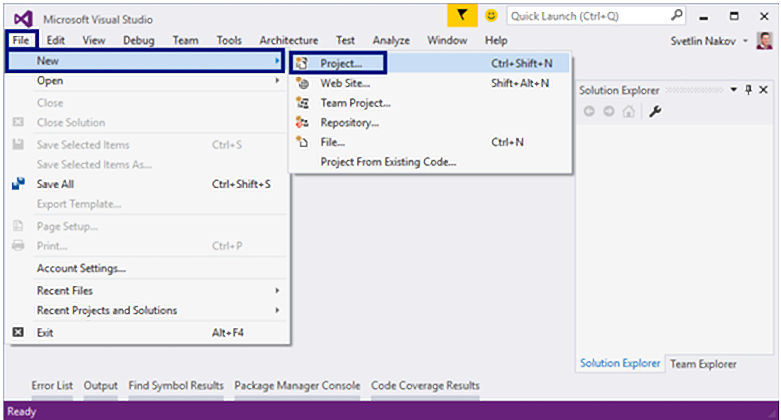 Microsoft Visual Studio
Quick Launch (Ctrl+Q)
File Edit View Debug Team Tools Architecture Test Analyze Window Help
Svetlin Nakov
New
Open
Close
Close Solution
Save Selected Items Ctrl+S
Save Selected Items As...
Save All Ctrl+Shift+S
Export Template...
Page Setup...
Print... Ctrl+P
Account Settings...
Recent Files
Recent Projects and Solutions
Exit Alt+F4
Project... Ctrl+Shift+N
Web Site... Shift+Alt+N
Team Project...
Repository...
File... Ctrl+N
Project From Existing Code...
Solution Explorer
Solution Explorer Team Explorer
Error List Output Find Symbol Results Package Manager Console Code Coverage Results
Ready